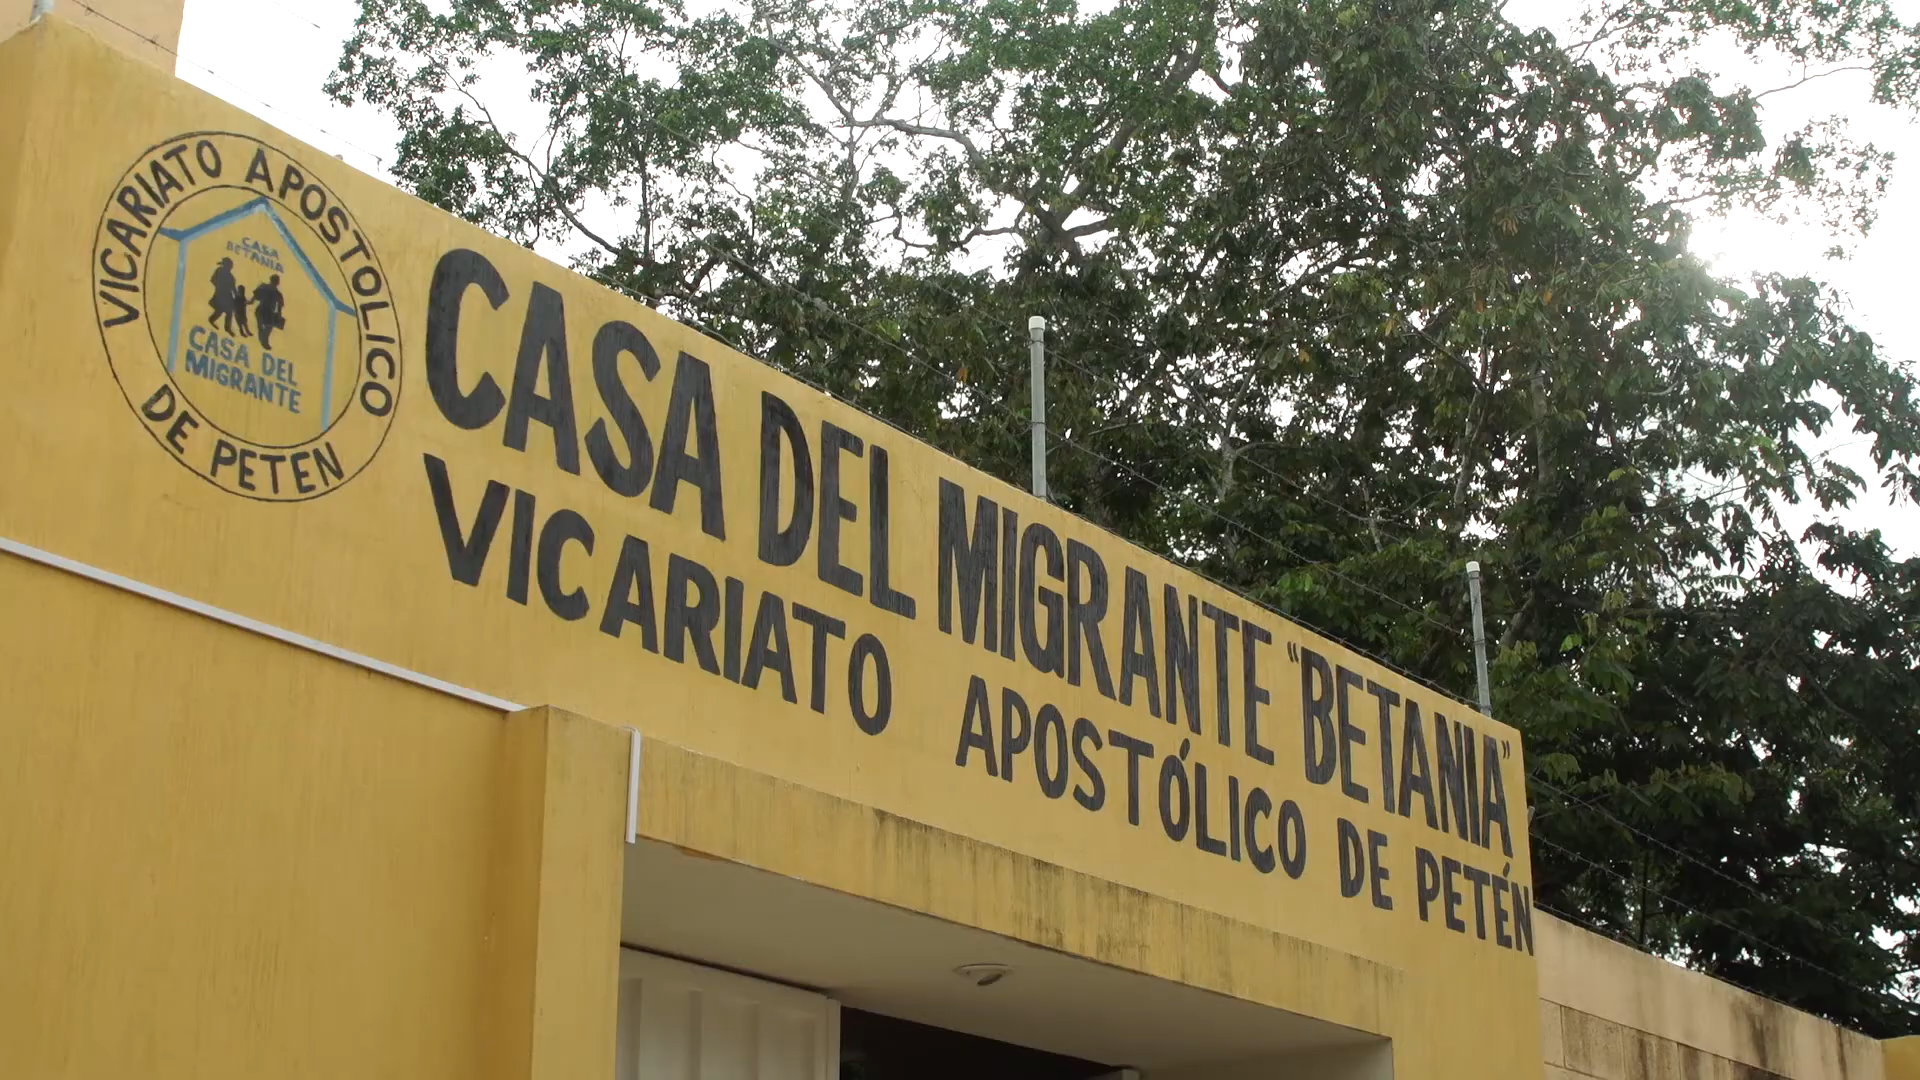 VICARIATO APOSTOLICO
DE PETEN
CASA
BETANIA
CASA DEL
MIGRANTE
CASA DEL MIGRANTE “BETANIA”
VICARIATO APOSTÓLICO DE PETÉN